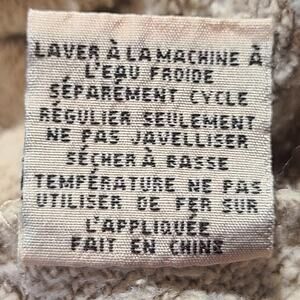 LAVER À LA MACHINE À
L'EAU FROIDE
SÉPARÉMENT CYCLE
RÉGULIER SEULEMENT
NE PAS JAVELLISER
SÉCHER À BASSE
TEMPÉRATURE NE PAS
UTILISER DE FER SUR
L'APPLIQUÉE
FAIT EN CHINE